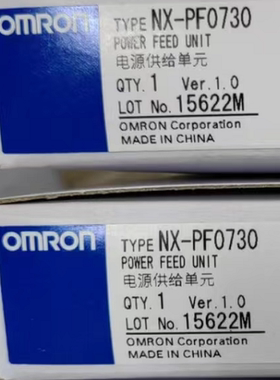 OMRON
TYPE NX-PF0730
POWER FEED UNIT
电源供给单元
QTY. 1 Ver. 1.0
LOT No. 15622M
OMRON Corporation
MADE IN CHINA
OMRON
TYPE NX-PF0730
POWER FEED UNIT
电源供给单元
QTY. 1 Ver. 1.0
LOT No. 15622M
OMRON Corporation
MADE IN CHINA